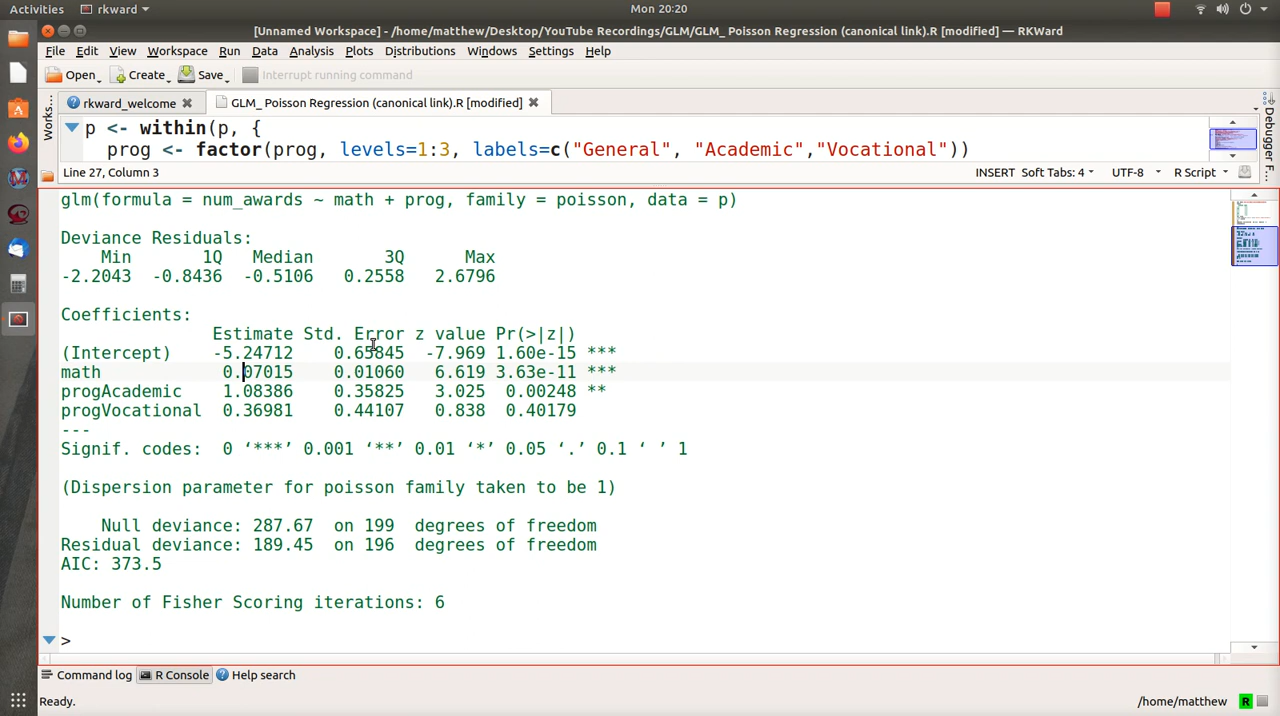 Activities rkward Mon 20:20
[Unnamed Workspace] - /home/matthew/Desktop/YouTube Recordings/GLM/GLM_ Poisson Regression (canonical link).R [modified] — RKWard
File Edit View Workspace Run Data Analysis Plots Distributions Windows Settings Help
Open Create Save Interrupt running command
rkward_welcome GLM_ Poisson Regression (canonical link).R [modified]
Works...
Debugger F...
p <- within(p, {
prog <- factor(prog, levels=1:3, labels=c("General", "Academic","Vocational"))
Line 27, Column 3 INSERT Soft Tabs: 4 UTF-8 R Script
glm(formula = num_awards ~ math + prog, family = poisson, data = p)
Deviance Residuals:
Min 1Q Median 3Q Max
-2.2043 -0.8436 -0.5106 0.2558 2.6796
Coefficients:
Estimate Std. Error z value Pr(>|z|)
(Intercept) -5.24712 0.65845 -7.969 1.60e-15 ***
math 0.07015 0.01060 6.619 3.63e-11 ***
progAcademic 1.08386 0.35825 3.025 0.00248 **
progVocational 0.36981 0.44107 0.838 0.40179
---
Signif. codes: 0 ‘***’ 0.001 ‘**’ 0.01 ‘*’ 0.05 ‘.’ 0.1 ‘ ’ 1
(Dispersion parameter for poisson family taken to be 1)
Null deviance: 287.67 on 199 degrees of freedom
Residual deviance: 189.45 on 196 degrees of freedom
AIC: 373.5
Number of Fisher Scoring iterations: 6
>
Command log R Console Help search
Ready. /home/matthew R